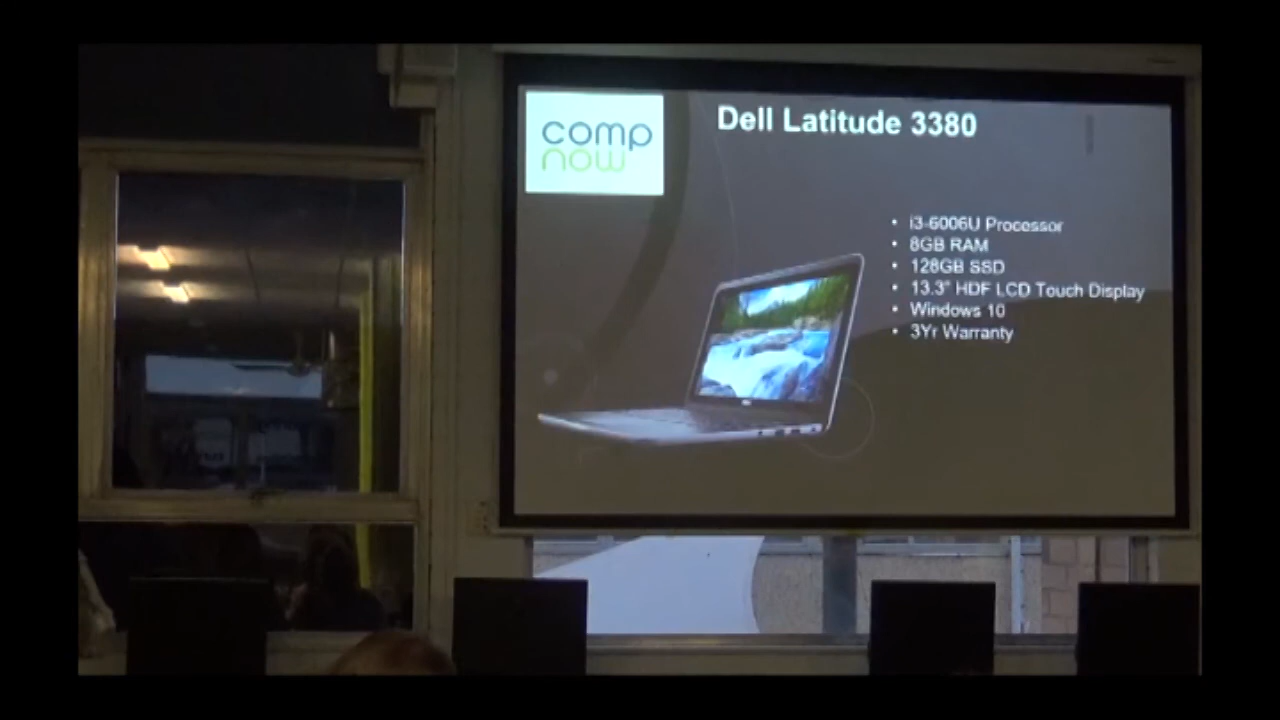 comp
now
Dell Latitude 3380
• i3-6006U Processor
• 8GB RAM
• 128GB SSD
• 13.3" HDF LCD Touch Display
• Windows 10
• 3Yr Warranty